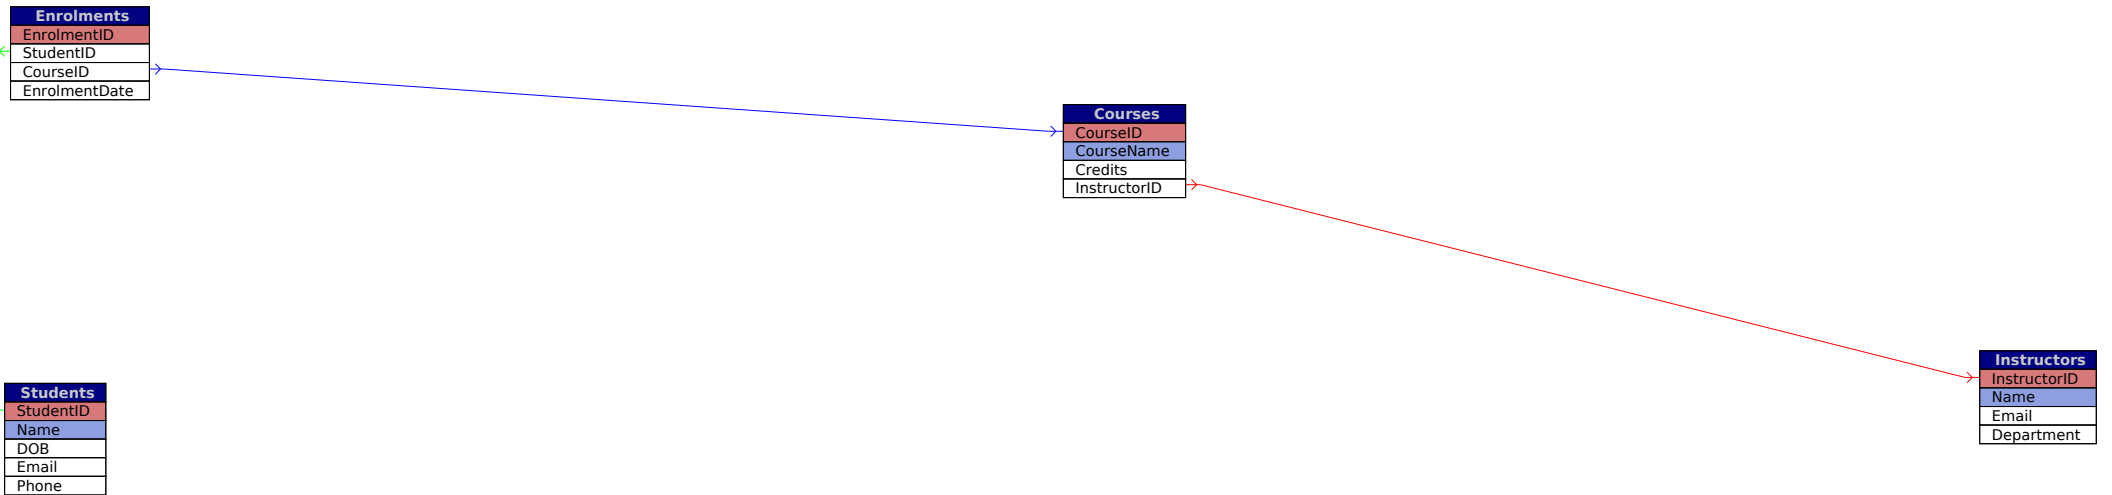 Enrolments
EnrolmentID
StudentID
CourseID
EnrolmentDate
Courses
CourseID
CourseName
Credits
InstructorID
Instructors
InstructorID
Name
Email
Department
Students
StudentID
Name
DOB
Email
Phone